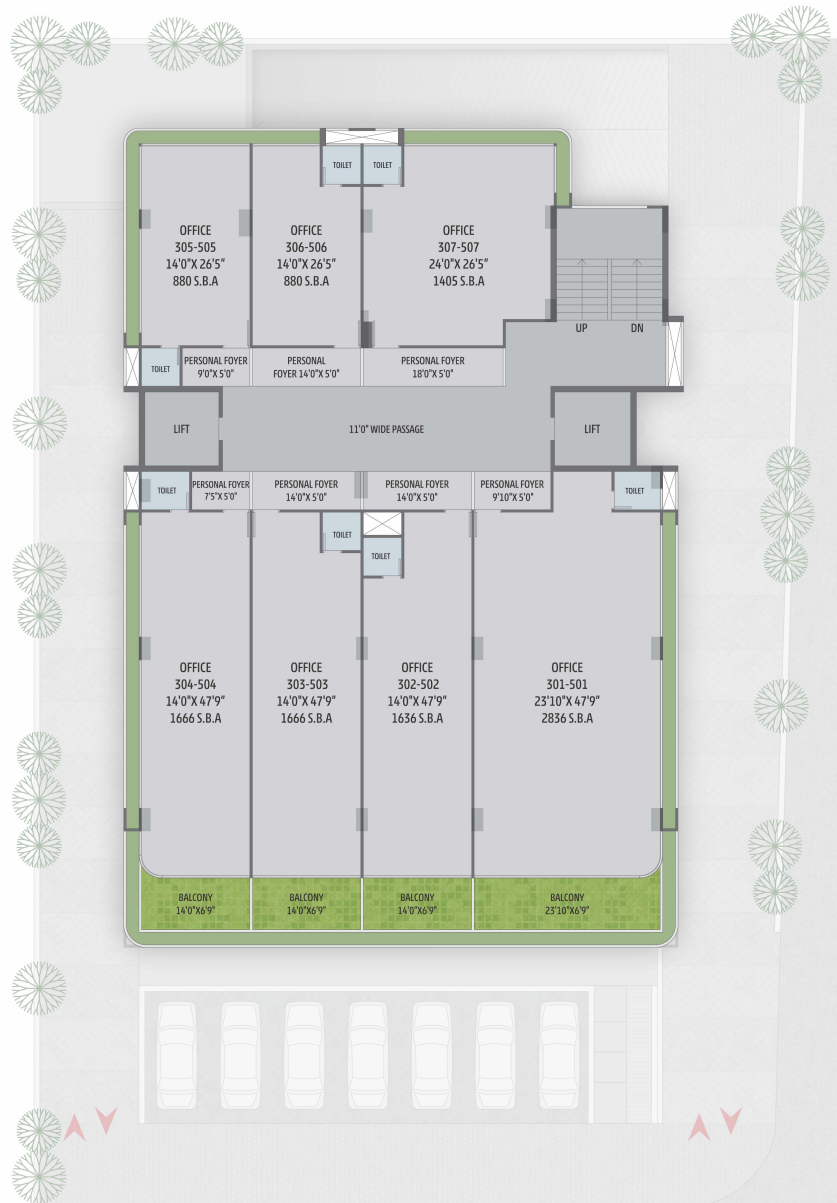 TOILET
TOILET
OFFICE
305-505
14'0"X 26'5"
880 S.B.A
OFFICE
306-506
14'0"X 26'5"
880 S.B.A
OFFICE
307-507
24'0"X 26'5"
1405 S.B.A
UP
DN
TOILET
PERSONAL FOYER
9'0"X 5'0"
PERSONAL
FOYER 14'0"X 5'0"
PERSONAL FOYER
18'0"X 5'0"
LIFT
11'0" WIDE PASSAGE
LIFT
TOILET
PERSONAL FOYER
7'5"X 5'0"
PERSONAL FOYER
14'0"X 5'0"
PERSONAL FOYER
14'0"X 5'0"
PERSONAL FOYER
9'10"X 5'0"
TOILET
TOILET
TOILET
OFFICE
304-504
14'0"X 47'9"
1666 S.B.A
OFFICE
303-503
14'0"X 47'9"
1666 S.B.A
OFFICE
302-502
14'0"X 47'9"
1636 S.B.A
OFFICE
301-501
23'10"X 47'9"
2836 S.B.A
BALCONY
14'0"X6'9"
BALCONY
14'0"X6'9"
BALCONY
14'0"X6'9"
BALCONY
23'10"X6'9"